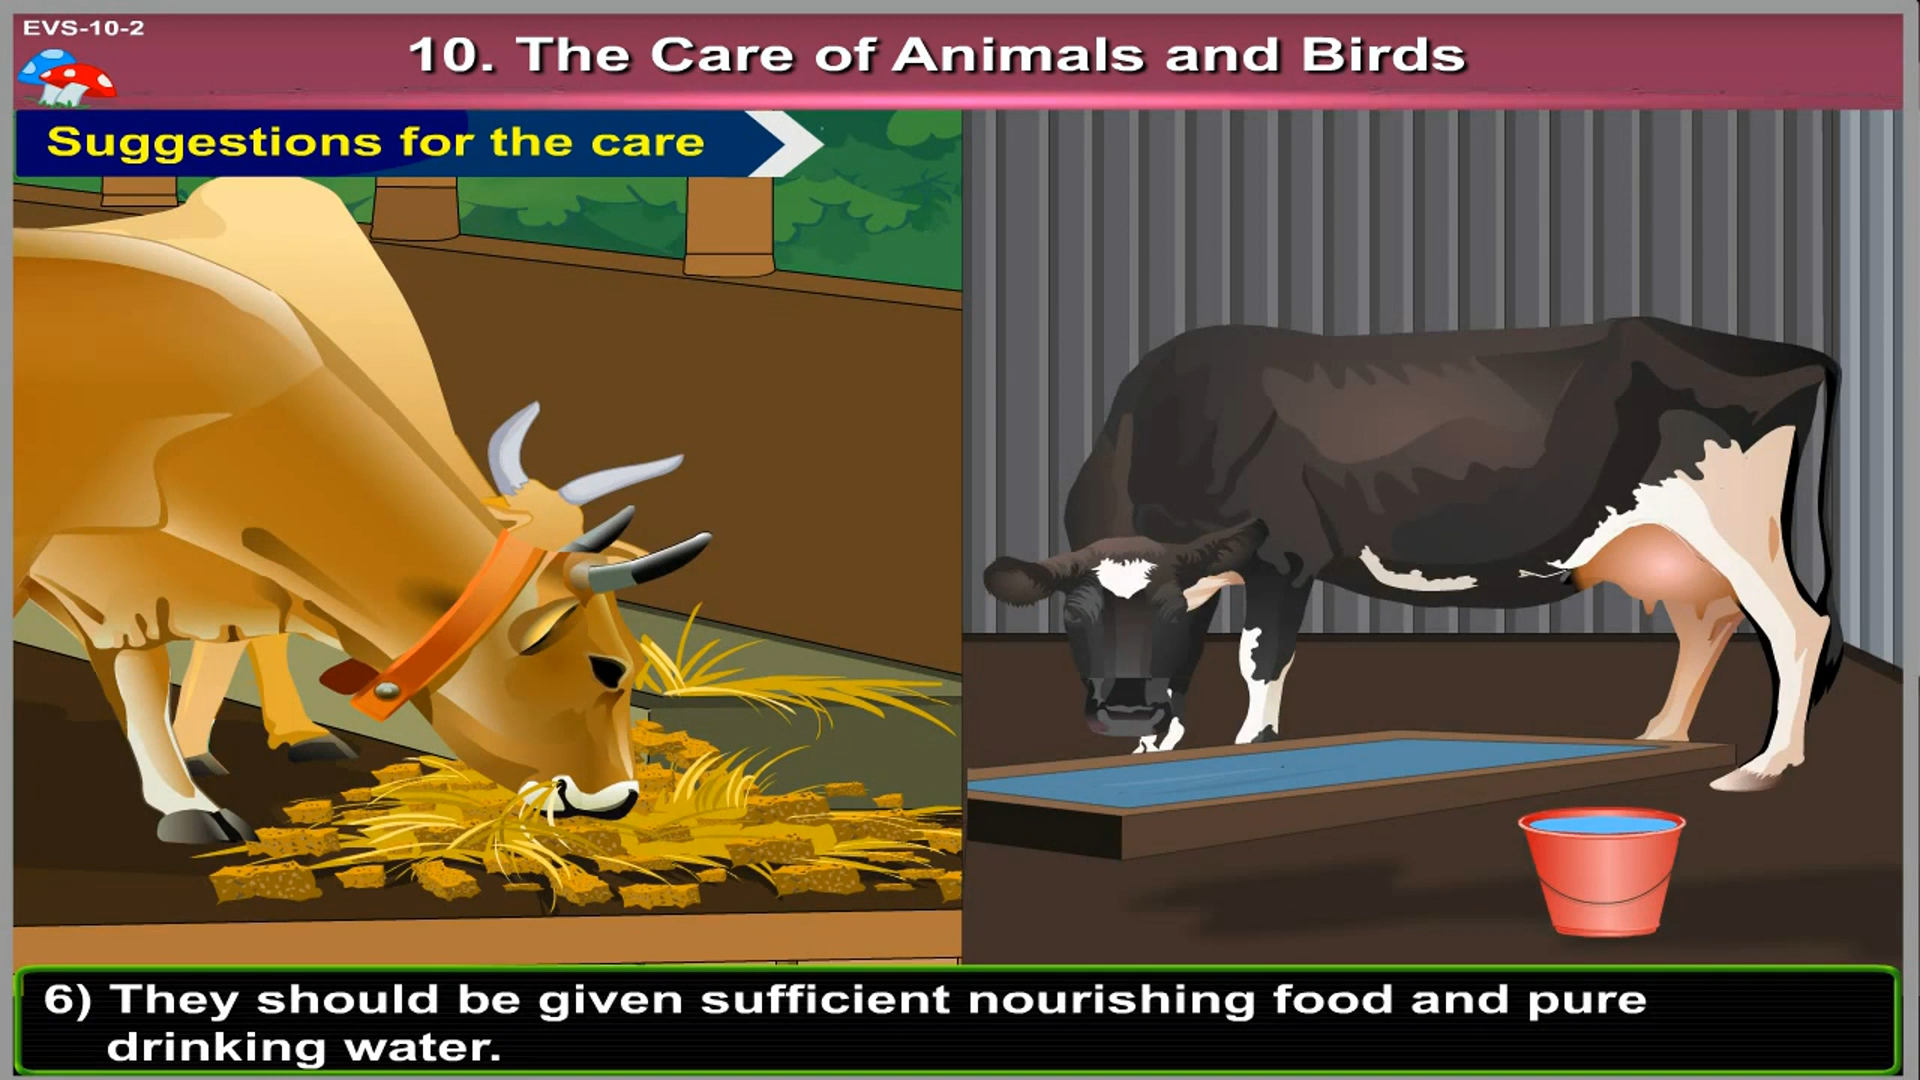 EVS-10-2
10. The Care of Animals and Birds
Suggestions for the care
6) They should be given sufficient nourishing food and pure
drinking water.